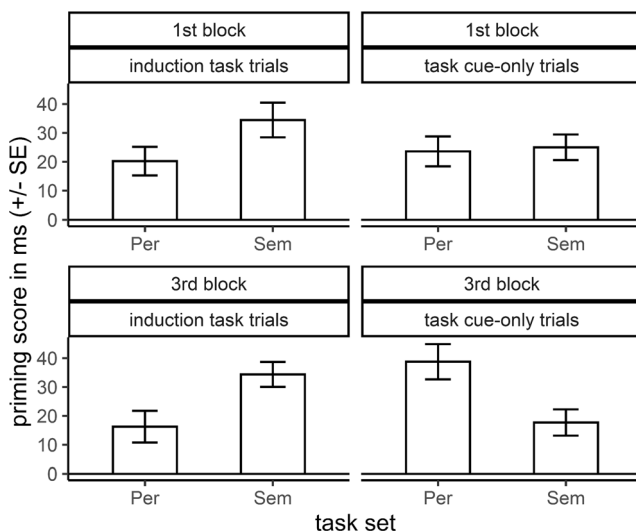 1st block
induction task trials
1st block
task cue-only trials
priming score in ms (+/- SE)
40
30
20
10
0
Per
Sem
Per
Sem
3rd block
induction task trials
3rd block
task cue-only trials
40
30
20
10
0
Per
Sem
Per
Sem
task set